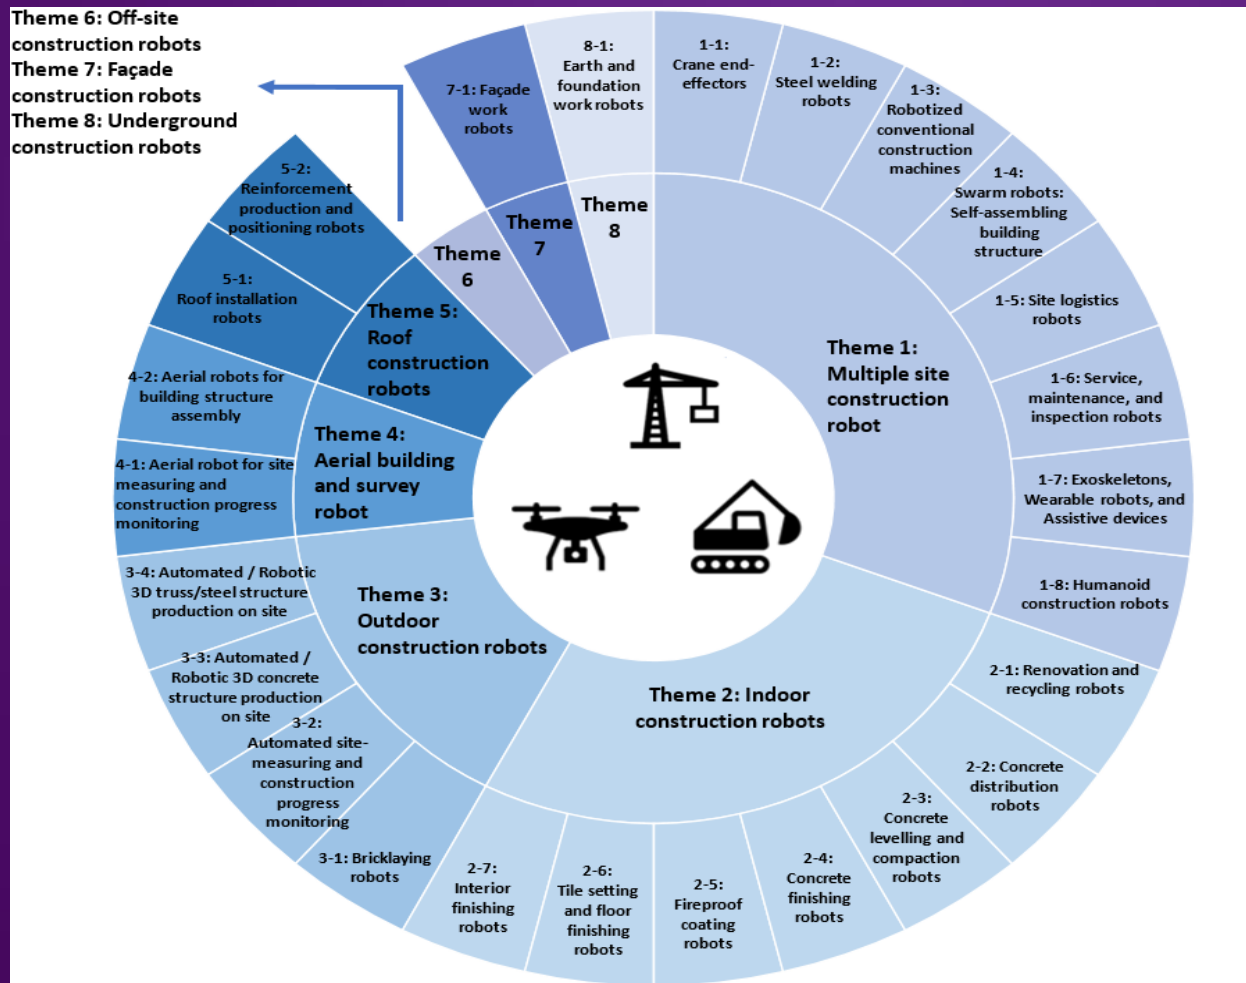 Theme 6: Off-site
construction robots
Theme 7: Façade
construction robots
Theme 8: Underground
construction robots
7-1: Façade
work
robots
8-1:
Earth and
foundation
work robots
1-1:
Crane end-
effectors
1-2:
Steel welding
robots
1-3:
Robotized
conventional
construction
machines
1-4:
Swarm robots:
Self-assembling
building
structure
1-5: Site logistics
robots
1-6: Service,
maintenance, and
inspection robots
1-7: Exoskeletons,
Wearable robots, and
Assistive devices
1-8: Humanoid
construction robots
2-1: Renovation and
recycling robots
2-2: Concrete
distribution
robots
2-3:
Concrete
levelling and
compaction
robots
2-4:
Concrete
finishing
robots
2-5:
Fireproof
coating
robots
2-6:
Tile setting
and floor
finishing
robots
2-7:
Interior
finishing
robots
3-1: Bricklaying
robots
3-2:
Automated site-
measuring and
construction
progress
monitoring
3-3: Automated /
Robotic 3D concrete
structure production
on site
3-4: Automated / Robotic
3D truss/steel structure
production on site
4-1: Aerial robot for site
measuring and
construction progress
monitoring
4-2: Aerial robots for
building structure
assembly
5-1:
Roof installation
robots
5-2:
Reinforcement
production and
positioning robots
Theme
6
Theme
7
Theme
8
Theme 1:
Multiple site
construction
robot
Theme 2: Indoor
construction robots
Theme 3:
Outdoor
construction robots
Theme 4:
Aerial building
and survey
robot
Theme 5:
Roof
construction
robots